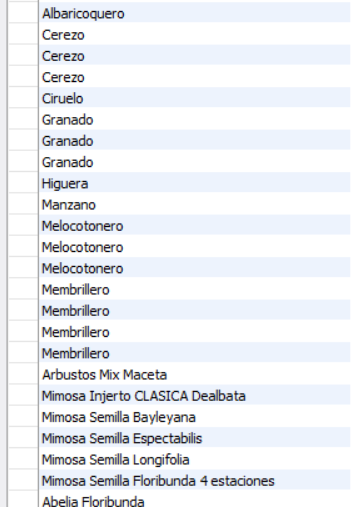 Albaricoquero
Cerezo
Cerezo
Cerezo
Ciruelo
Granado
Granado
Granado
Higuera
Manzano
Melocotonero
Melocotonero
Melocotonero
Membrillero
Membrillero
Membrillero
Membrillero
Arbustos Mix Maceta
Mimosa Injerto CLASICA Dealbata
Mimosa Semilla Bayleyana
Mimosa Semilla Espectabilis
Mimosa Semilla Longifolia
Mimosa Semilla Floribunda 4 estaciones
Abelia Floribunda